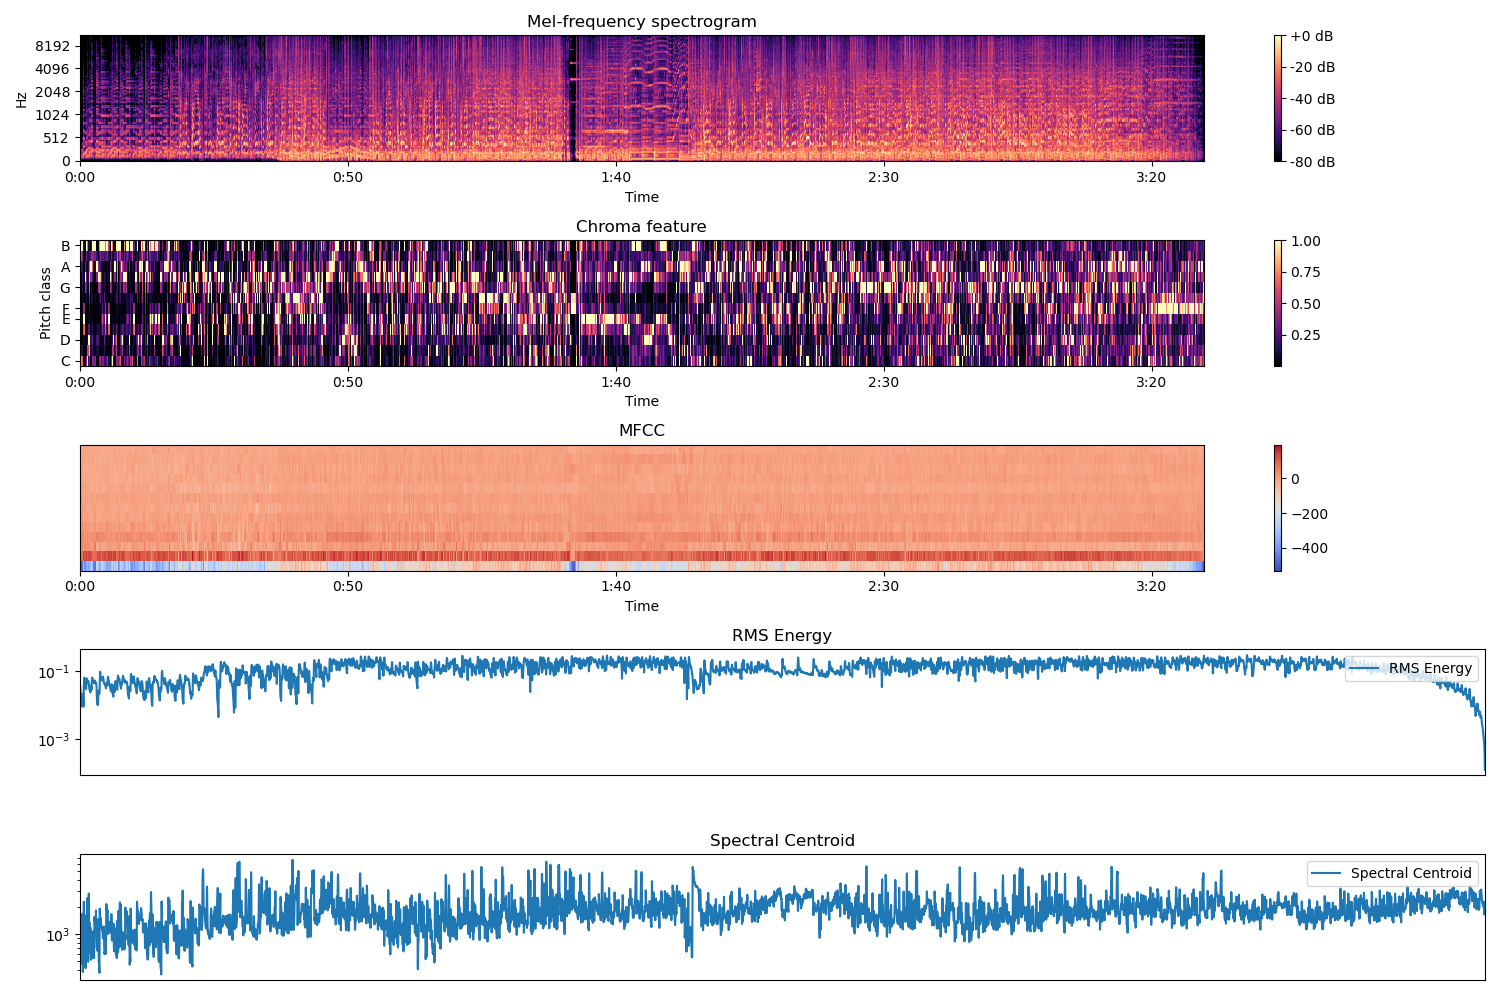 Mel-frequency spectrogram
Hz
8192
4096
2048
1024
512
0
0:00 0:50 1:40 2:30 3:20
Time
+0 dB
-20 dB
-40 dB
-60 dB
-80 dB
Chroma feature
Pitch class
B
A
G
F
E
D
C
0:00 0:50 1:40 2:30 3:20
Time
1.00
0.75
0.50
0.25
MFCC
0:00 0:50 1:40 2:30 3:20
Time
0
−200
−400
RMS Energy
10⁻¹
10⁻³
RMS Energy
Spectral Centroid
10³
Spectral Centroid